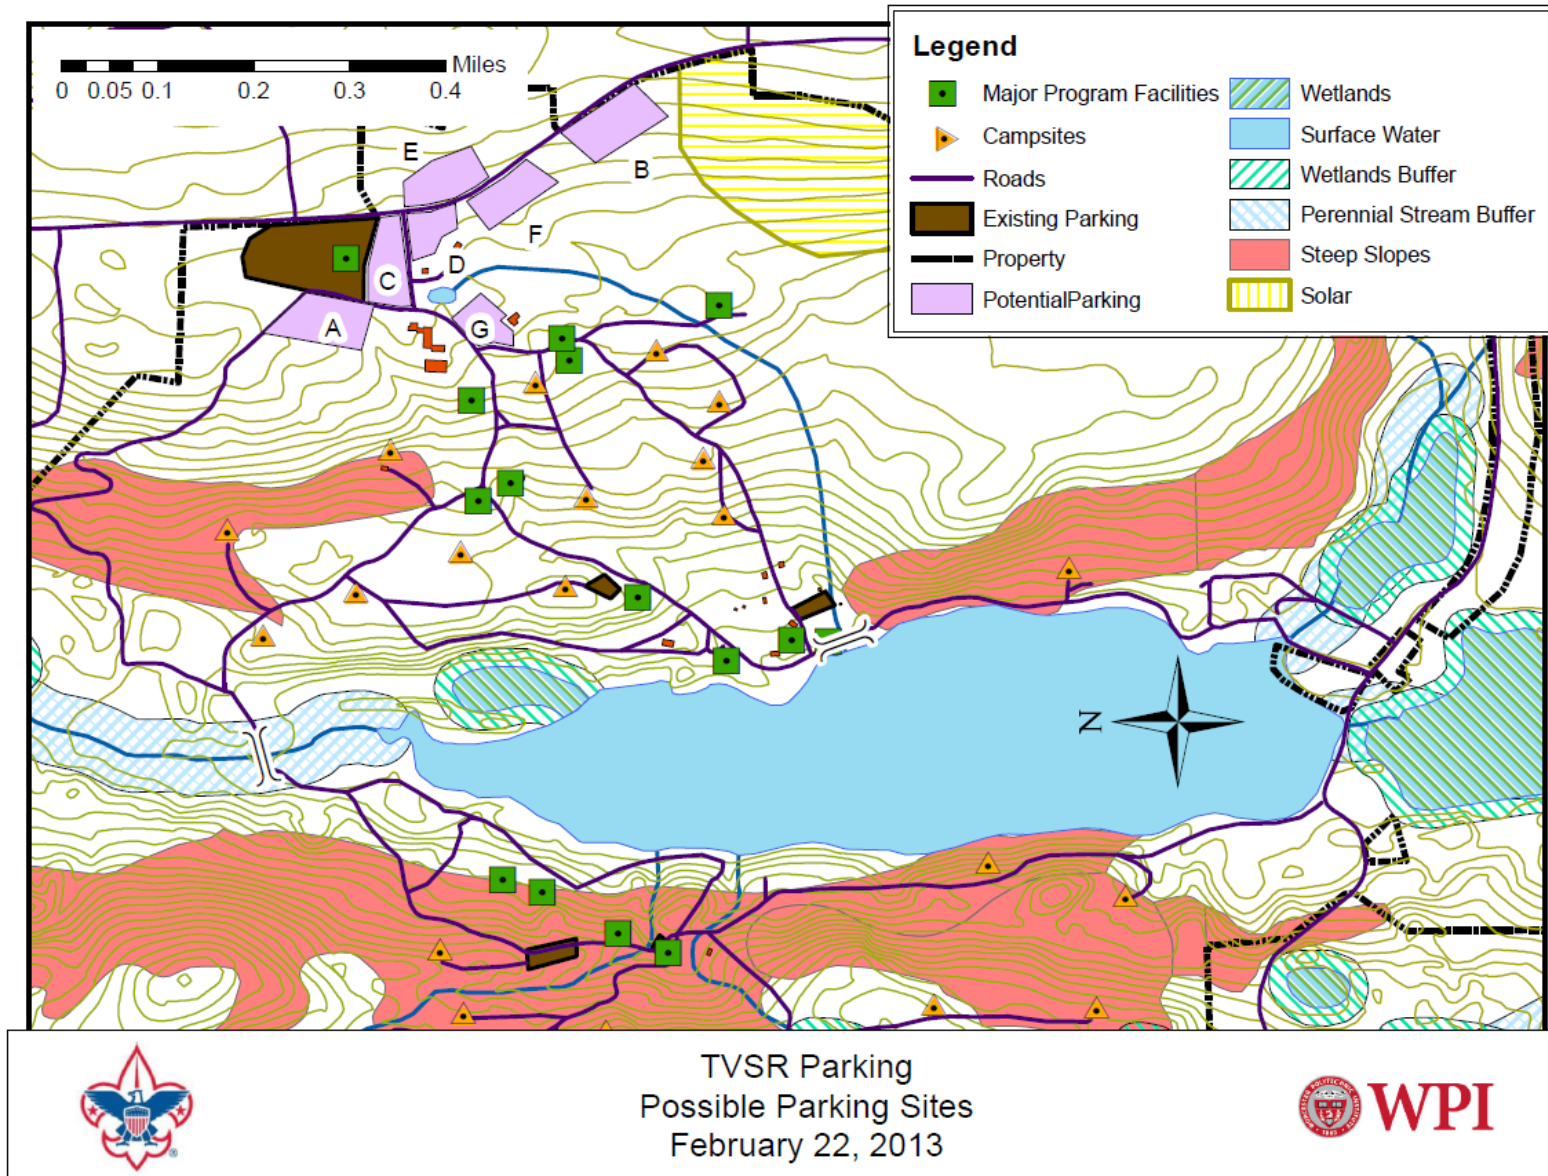 Miles
0 0.05 0.1 0.2 0.3 0.4
Legend
Major Program Facilities
Campsites
Roads
Existing Parking
Property
PotentialParking
Wetlands
Surface Water
Wetlands Buffer
Perennial Stream Buffer
Steep Slopes
Solar
E
B
F
D
C
A
G
N
TVSR Parking
Possible Parking Sites
February 22, 2013
WPI